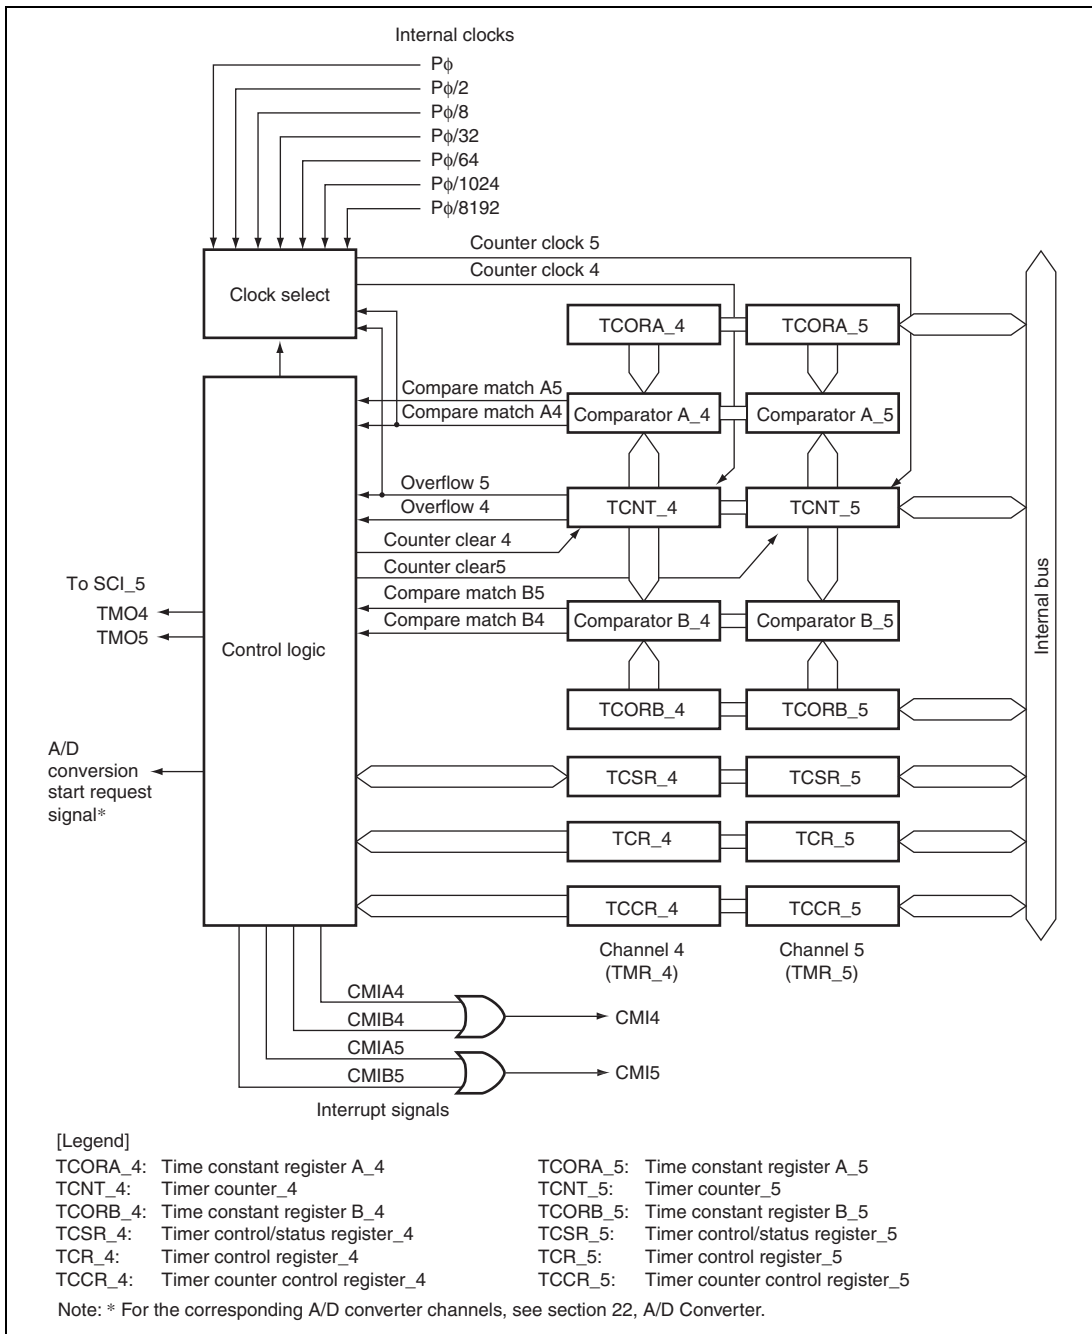 Internal clocks
Pϕ
Pϕ/2
Pϕ/8
Pϕ/32
Pϕ/64
Pϕ/1024
Pϕ/8192
Counter clock 5
Counter clock 4
Clock select
TCORA_4
TCORA_5
Compare match A5
Compare match A4
Comparator A_4
Comparator A_5
Overflow 5
Overflow 4
TCNT_4
TCNT_5
Counter clear 4
Counter clear5
To SCI_5
TMO4
TMO5
Compare match B5
Compare match B4
Comparator B_4
Comparator B_5
Control logic
Internal bus
TCORB_4
TCORB_5
A/D
conversion
start request
signal*
TCSR_4
TCSR_5
TCR_4
TCR_5
TCCR_4
TCCR_5
Channel 4
(TMR_4)
Channel 5
(TMR_5)
CMIA4
CMIB4
CMI4
CMIA5
CMIB5
CMI5
Interrupt signals
[Legend]
TCORA_4: Time constant register A_4
TCNT_4: Timer counter_4
TCORB_4: Time constant register B_4
TCSR_4: Timer control/status register_4
TCR_4: Timer control register_4
TCCR_4: Timer counter control register_4
TCORA_5: Time constant register A_5
TCNT_5: Timer counter_5
TCORB_5: Time constant register B_5
TCSR_5: Timer control/status register_5
TCR_5: Timer control register_5
TCCR_5: Timer counter control register_5
Note: * For the corresponding A/D converter channels, see section 22, A/D Converter.